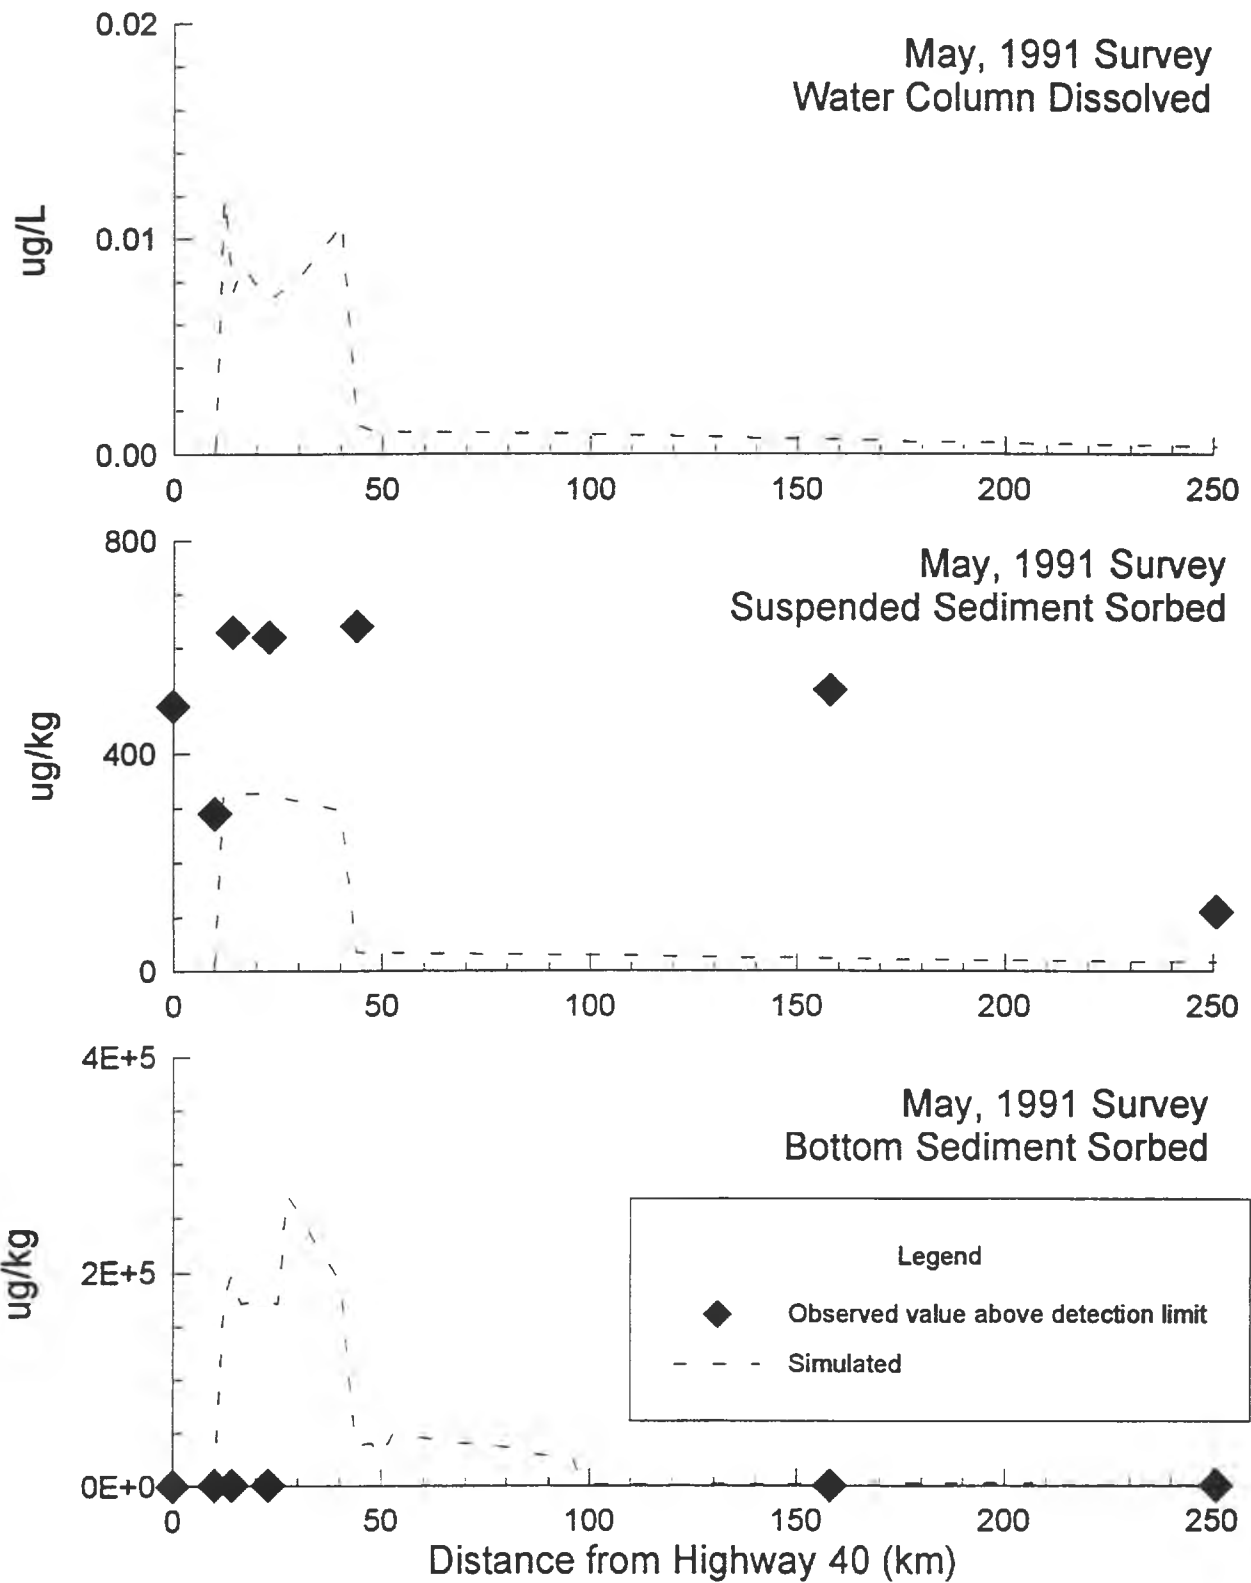 May, 1991 Survey
Water Column Dissolved
ug/L
0.02
0.01
0.00
0 50 100 150 200 250
May, 1991 Survey
Suspended Sediment Sorbed
ug/kg
800
400
0
0 50 100 150 200 250
May, 1991 Survey
Bottom Sediment Sorbed
ug/kg
4E+5
2E+5
0E+0
Legend
Observed value above detection limit
Simulated
0 50 100 150 200 250
Distance from Highway 40 (km)